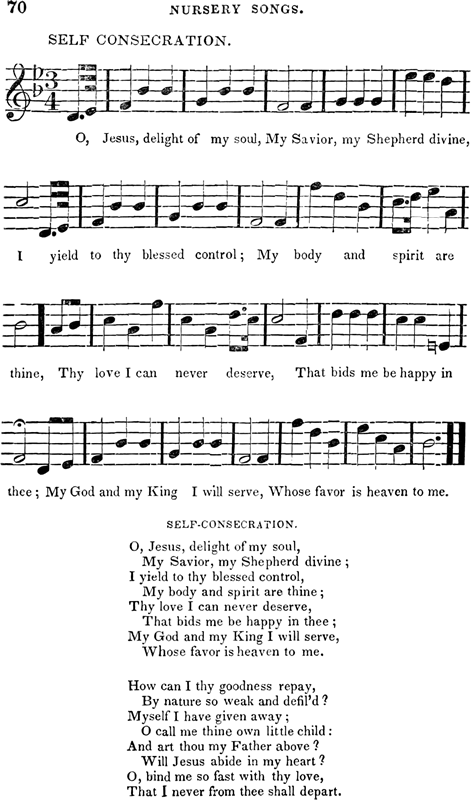 70 NURSERY SONGS.
SELF CONSECRATION.
3
4
O, Jesus, delight of my soul, My Savior, my Shepherd divine,
I yield to thy blessed control; My body and spirit are
thine, Thy love I can never deserve, That bids me be happy in
thee; My God and my King I will serve, Whose favor is heaven to me.
SELF-CONSECRATION.
O, Jesus, delight of my soul,
My Savior, my Shepherd divine;
I yield to thy blessed control,
My body and spirit are thine;
Thy love I can never deserve,
That bids me be happy in thee;
My God and my King I will serve,
Whose favor is heaven to me.
How can I thy goodness repay,
By nature so weak and defil'd?
Myself I have given away;
O call me thine own little child:
And art thou my Father above?
Will Jesus abide in my heart?
O, bind me so fast with thy love,
That I never from thee shall depart.